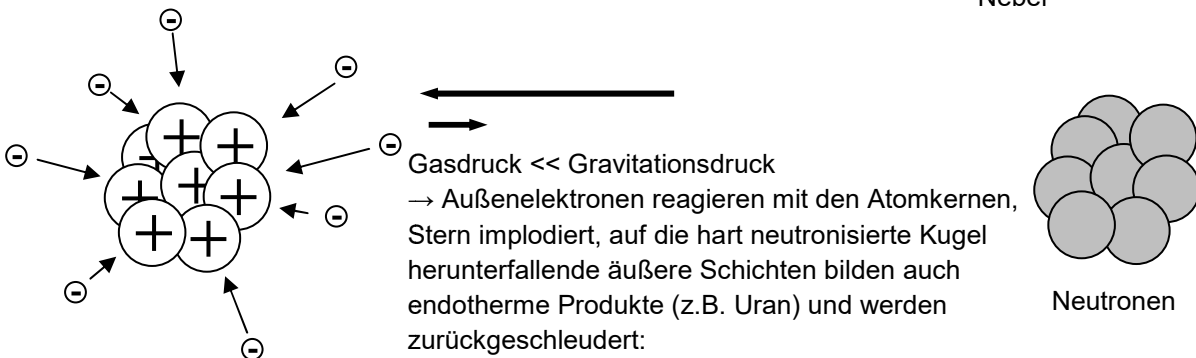 Gasdruck << Gravitationsdruck
→ Außenelektronen reagieren mit den Atomkernen,
Stern implodiert, auf die hart neutronisierte Kugel
herunterfallende äußere Schichten bilden auch
endotherme Produkte (z.B. Uran) und werden
zurückgeschleudert:
Neutronen